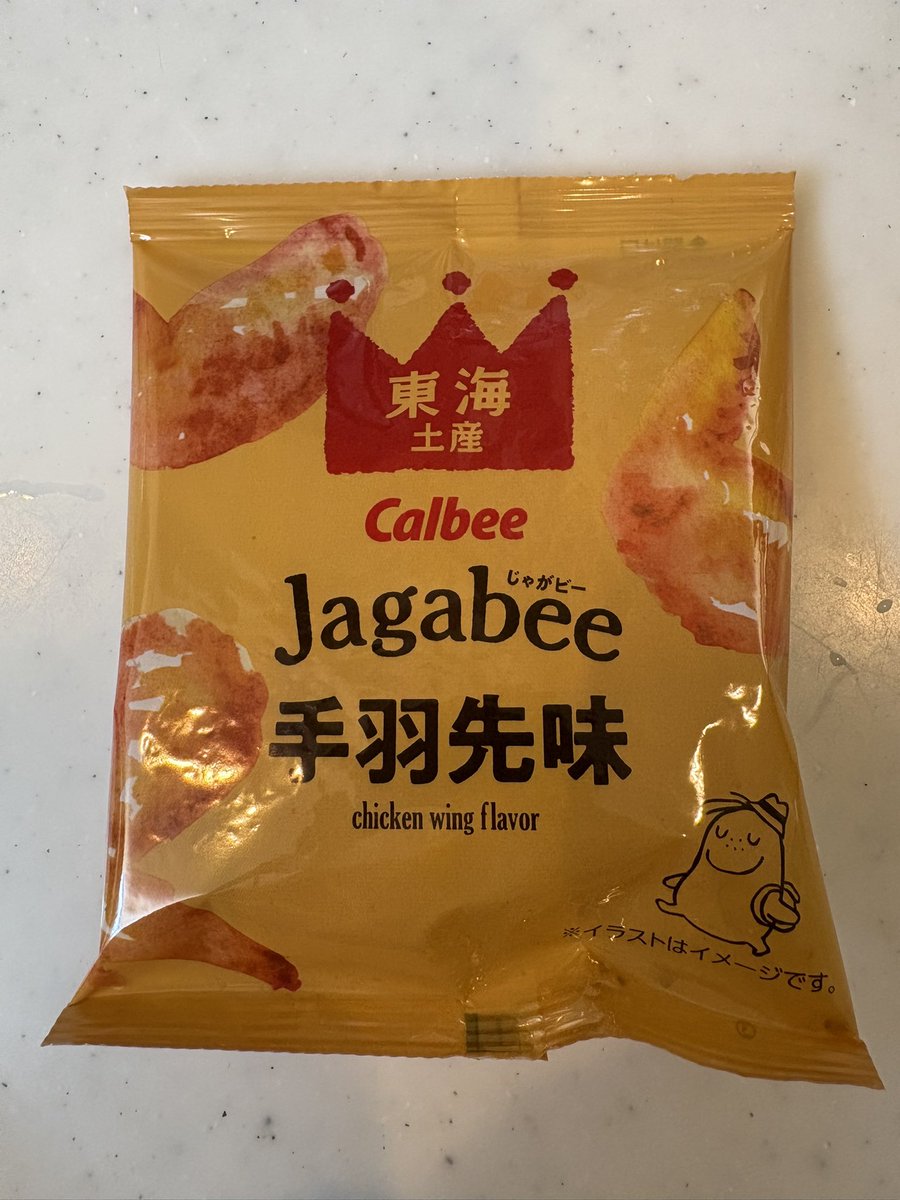 東海
土産
Calbee
じゃがビー
Jagabee
手羽先味
chicken wing flavor
※イラストはイメージです。